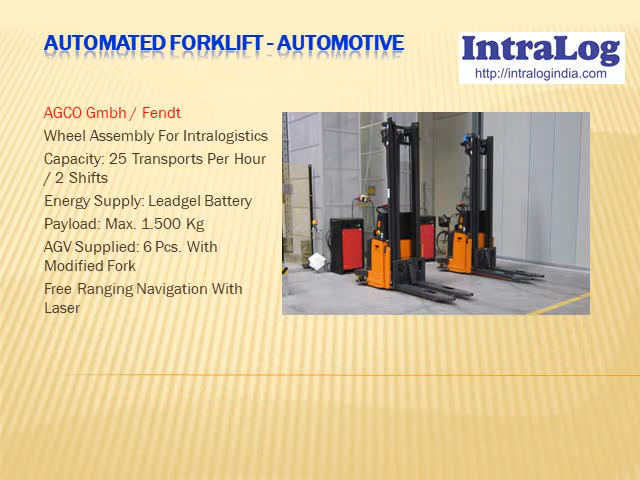 AUTOMATED FORKLIFT - AUTOMOTIVE
IntraLog
http://intralogindia.com
AGCO Gmbh / Fendt
Wheel Assembly For Intralogistics
Capacity: 25 Transports Per Hour
/ 2 Shifts
Energy Supply: Leadgel Battery
Payload: Max. 1.500 Kg
AGV Supplied: 6 Pcs. With
Modified Fork
Free Ranging Navigation With
Laser